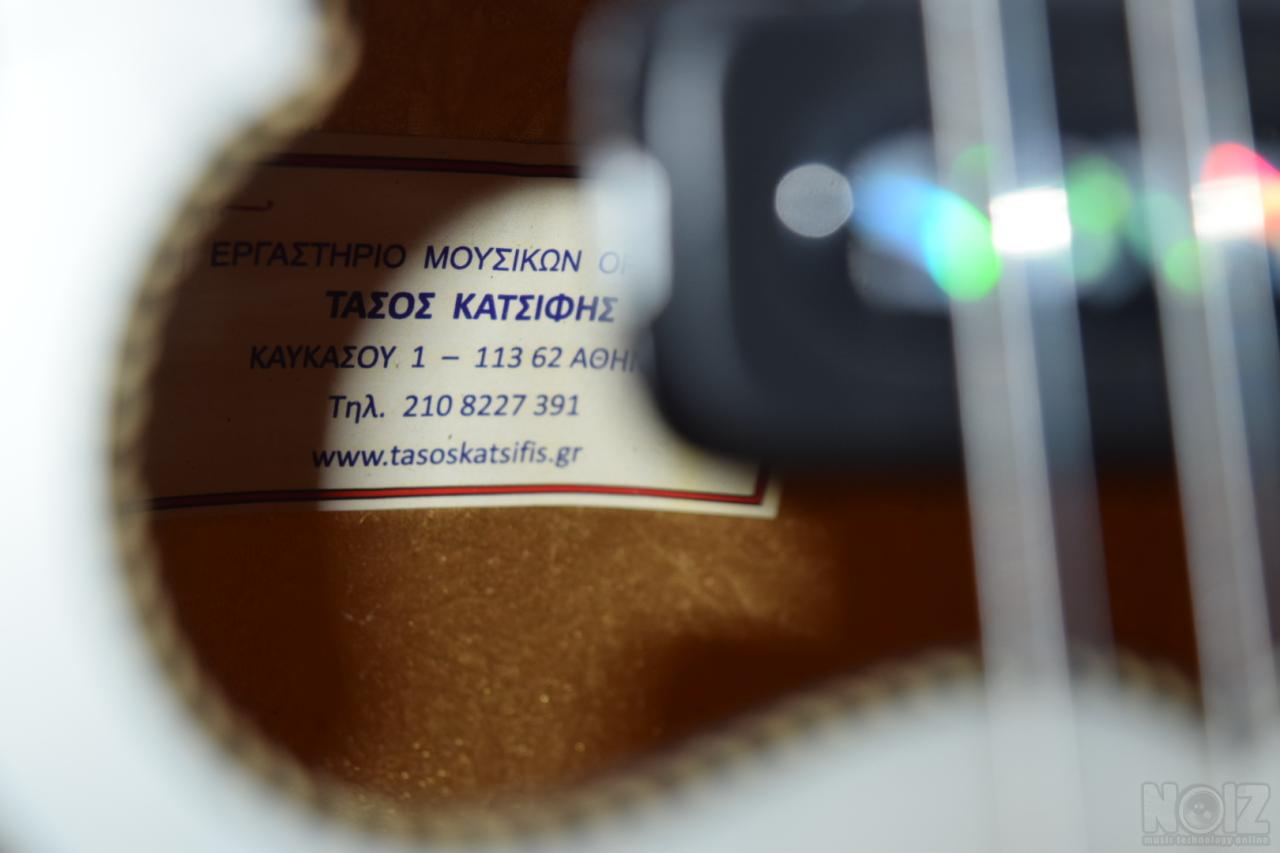 ΕΡΓΑΣΤΗΡΙΟ ΜΟΥΣΙΚΩΝ
ΤΑΣΟΣ ΚΑΤΣΙΦΗΣ
ΚΑΥΚΑΣΟΥ 1 – 113 62 ΑΘΗ
Τηλ. 210 8227 391
www.tasoskatsifis.gr
NOIZ
music technology online